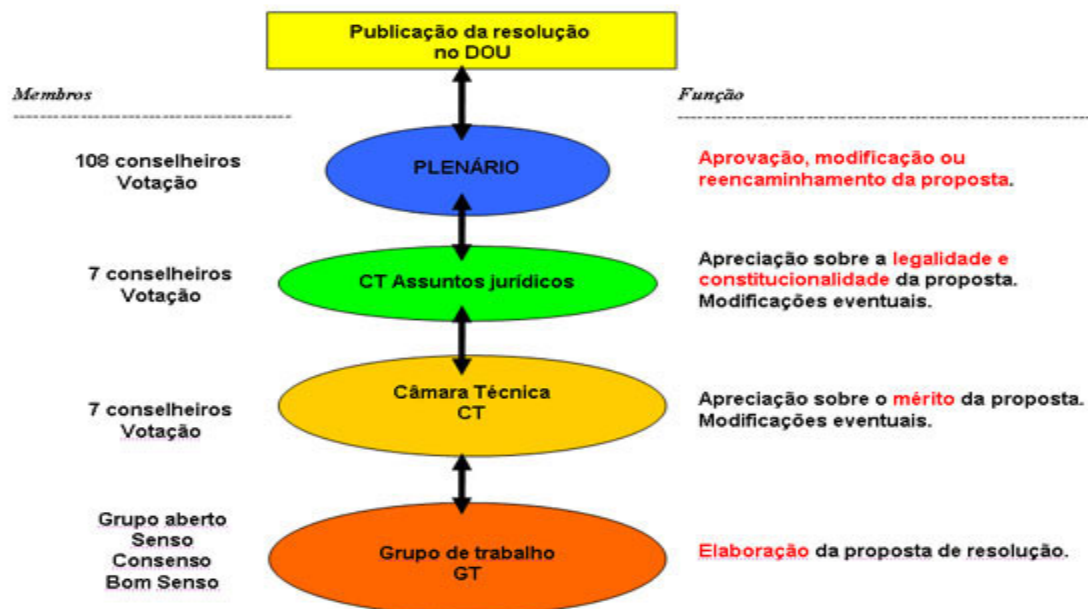 Publicação da resolução
no DOU
Membros
Função
108 conselheiros
Votação
PLENÁRIO
Aprovação, modificação ou
reencaminhamento da proposta.
7 conselheiros
Votação
CT Assuntos jurídicos
Apreciação sobre a legalidade e
constitucionalidade da proposta.
Modificações eventuais.
7 conselheiros
Votação
Câmara Técnica
CT
Apreciação sobre o mérito da proposta.
Modificações eventuais.
Grupo aberto
Senso
Consenso
Bom Senso
Grupo de trabalho
GT
Elaboração da proposta de resolução.